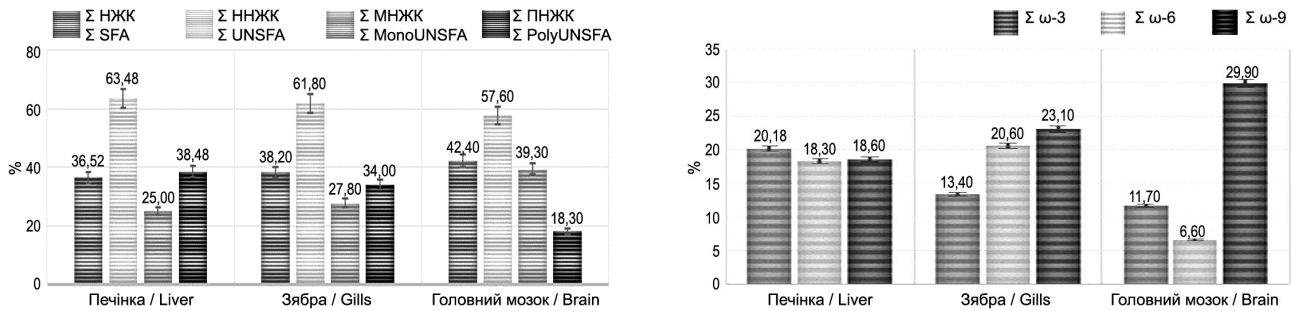 Σ НЖК Σ ННЖК Σ МНЖК Σ ПНЖК
Σ SFA Σ UNSFA Σ MonoUNSFA Σ PolyUNSFA
%
80
60
40
20
0
36,52 63,48 25,00 38,48
38,20 61,80 27,80 34,00
42,40 57,60 39,30 18,30
Печінка / Liver Зябра / Gills Головний мозок / Brain
Σ ω-3 Σ ω-6 Σ ω-9
%
35
30
25
20
15
10
5
0
20,18 18,30 18,60
13,40 20,60 23,10
11,70 6,60 29,90
Печінка / Liver Зябра / Gills Головний мозок / Brain